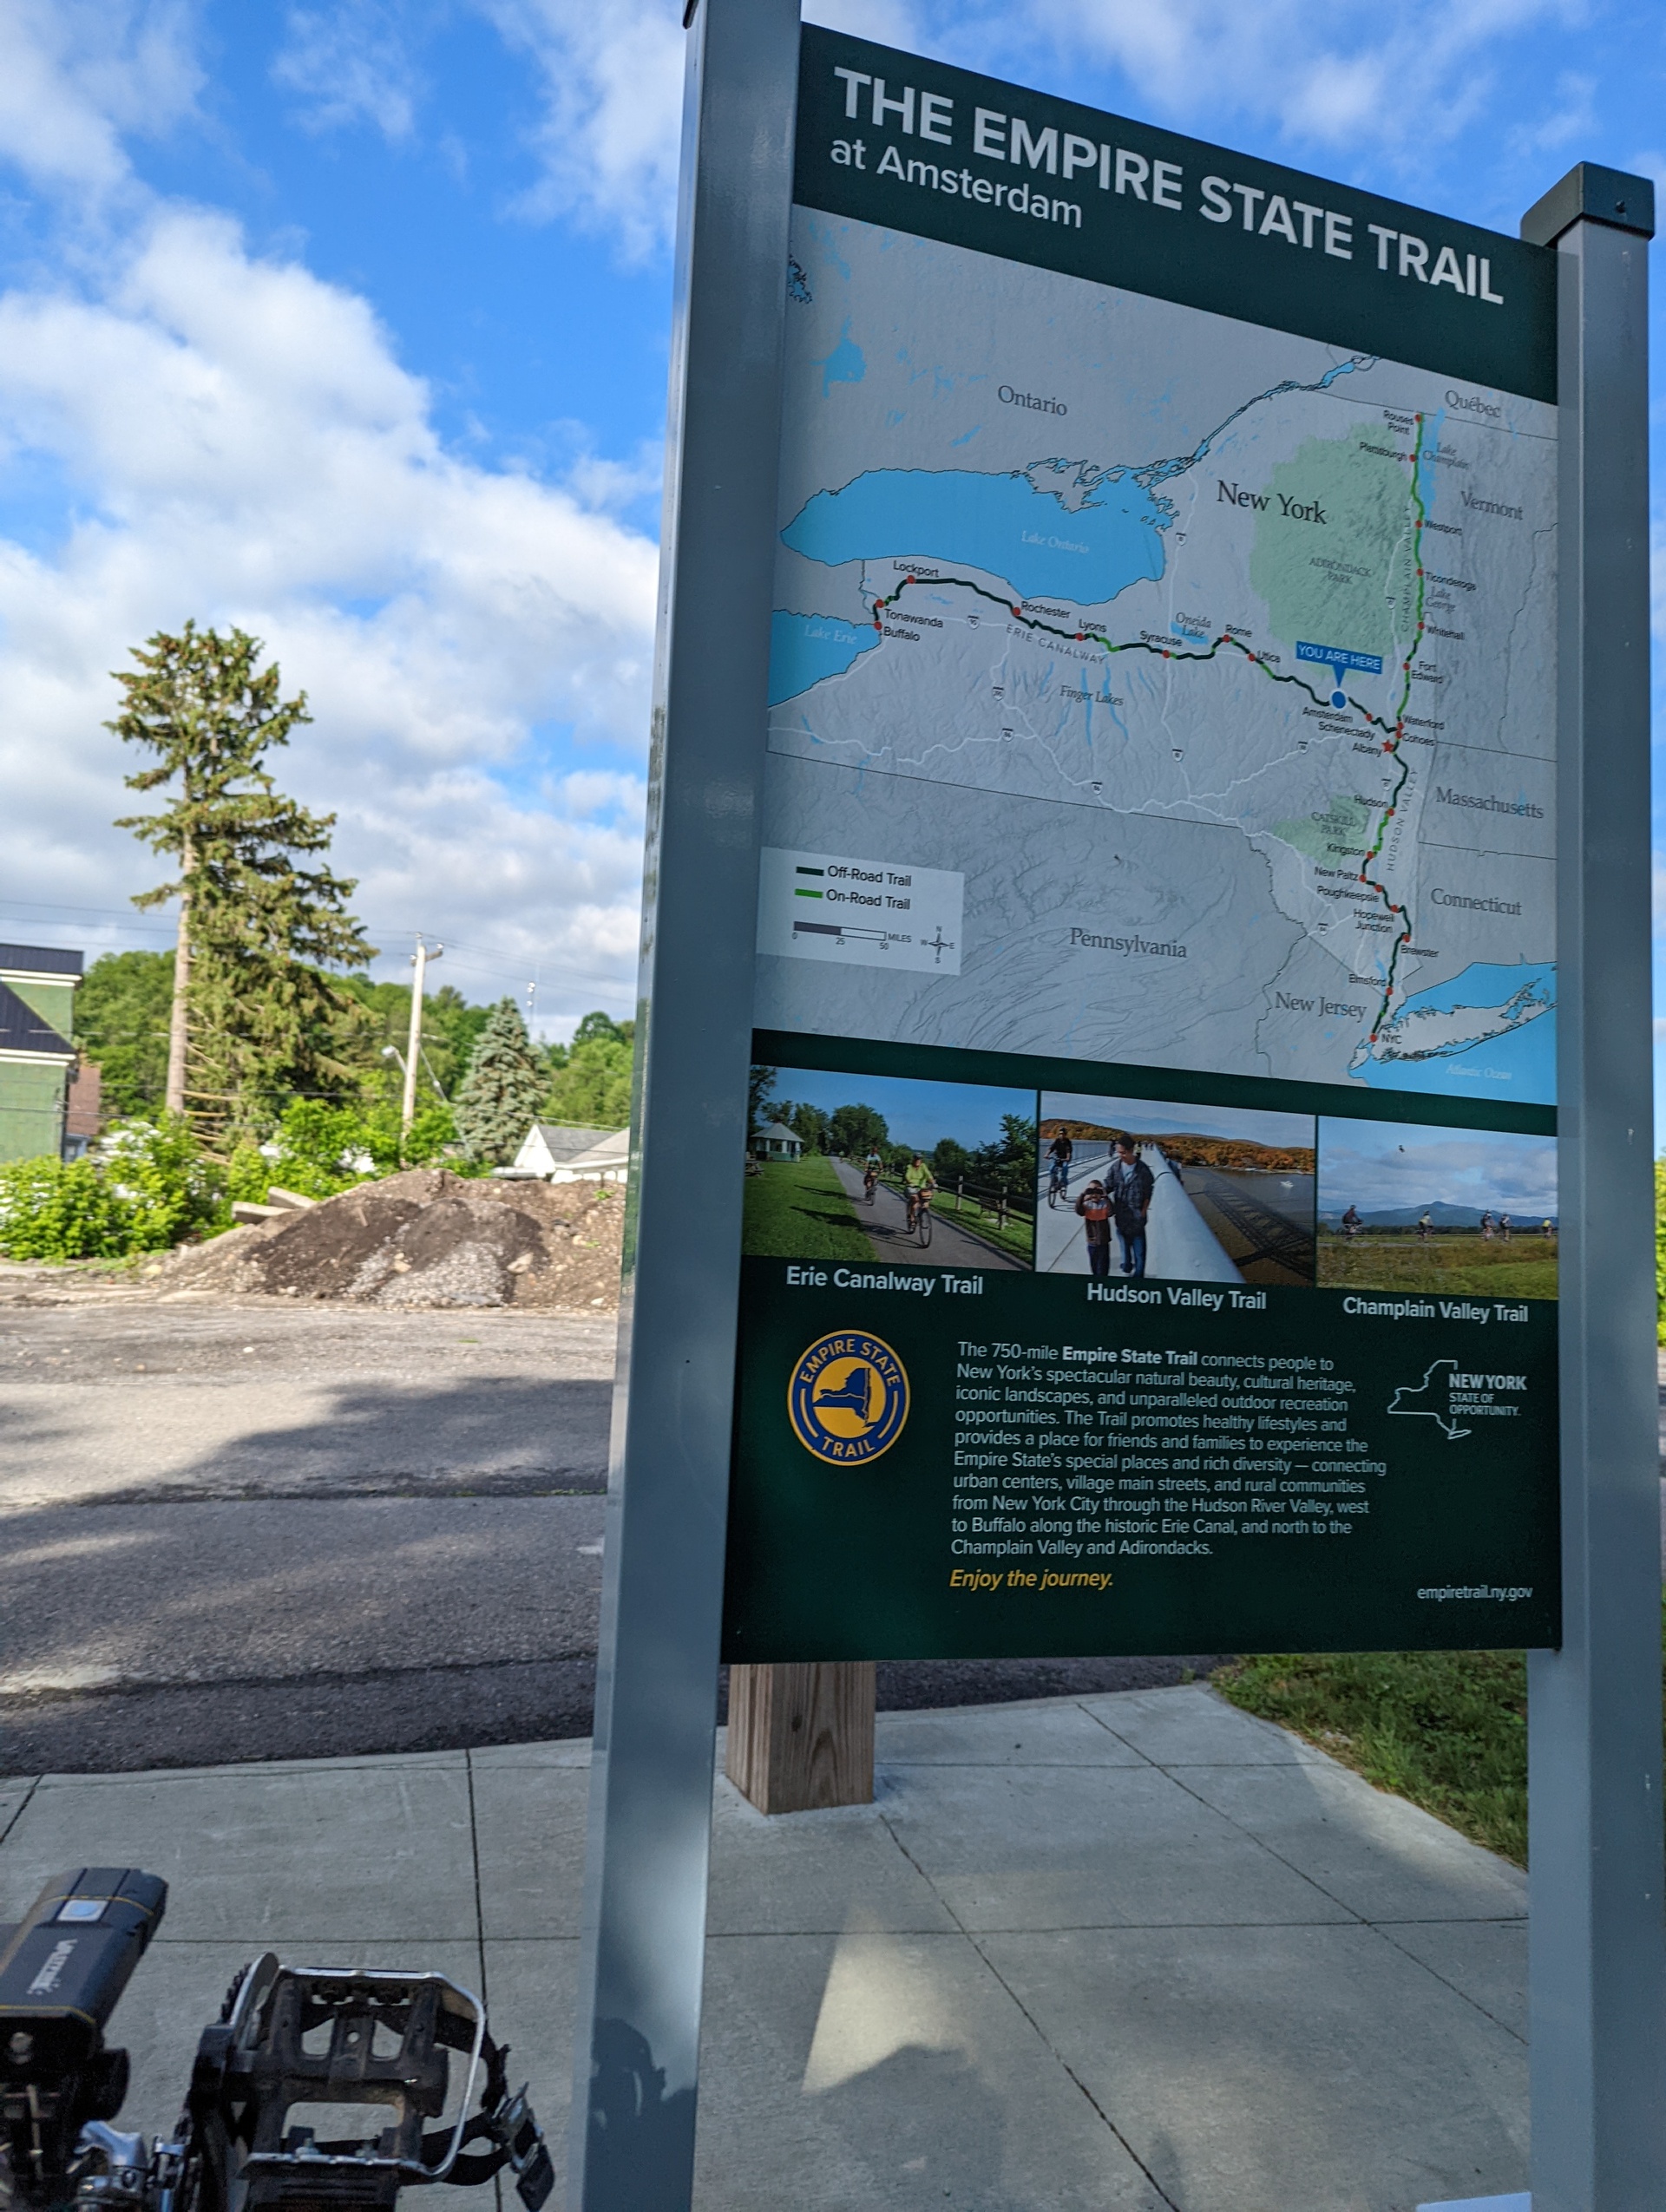 THE EMPIRE STATE TRAIL
at Amsterdam
Ontario
Québec
Rouses
Point
Plattsburgh
Lake
Champlain
New York
Vermont
CHAMPLAIN VALLEY
Westport
Lake Ontario
ADIRONDACK
PARK
Ticonderoga
Lake
George
Lockport
Tonawanda
Buffalo
Lake Erie
Rochester
Lyons
ERIE CANALWAY
Syracuse
Oneida
Lake
Rome
Utica
Whitehall
YOU ARE HERE
Fort
Edward
Finger Lakes
Amsterdam
Schenectady
Albany
Waterford
Cohoes
Hudson
HUDSON VALLEY
Massachusetts
CATSKILL
PARK
Kingston
New Paltz
Poughkeepsie
Hopewell
Junction
Connecticut
Brewster
Off-Road Trail
On-Road Trail
0 25 50 MILES
N
W E
S
Pennsylvania
Elmsford
New Jersey
NYC
Atlantic Ocean
Erie Canalway Trail
Hudson Valley Trail
Champlain Valley Trail
EMPIRE STATE
TRAIL
The 750-mile Empire State Trail connects people to
New York's spectacular natural beauty, cultural heritage,
iconic landscapes, and unparalleled outdoor recreation
opportunities. The Trail promotes healthy lifestyles and
provides a place for friends and families to experience the
Empire State's special places and rich diversity — connecting
urban centers, village main streets, and rural communities
from New York City through the Hudson River Valley, west
to Buffalo along the historic Erie Canal, and north to the
Champlain Valley and Adirondacks.
Enjoy the journey.
NEW YORK
STATE OF
OPPORTUNITY.
empiretrail.ny.gov